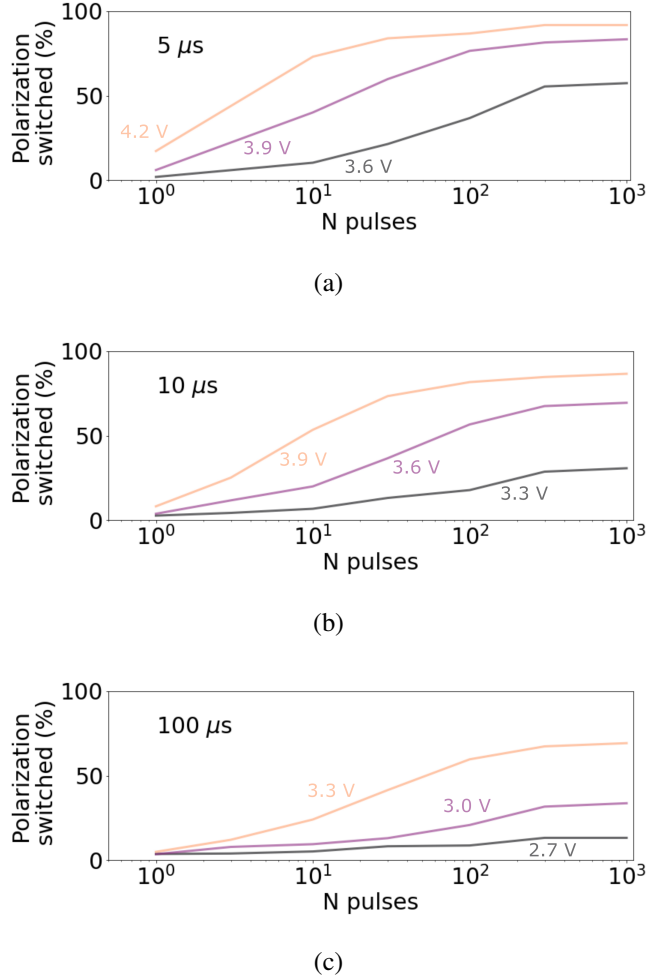 100
50
0
Polarization
switched (%)
5 μs
4.2 V
3.9 V
3.6 V
10⁰ 10¹ 10² 10³
N pulses
(a)
100
50
0
Polarization
switched (%)
10 μs
3.9 V
3.6 V
3.3 V
10⁰ 10¹ 10² 10³
N pulses
(b)
100
50
0
Polarization
switched (%)
100 μs
3.3 V
3.0 V
2.7 V
10⁰ 10¹ 10² 10³
N pulses
(c)